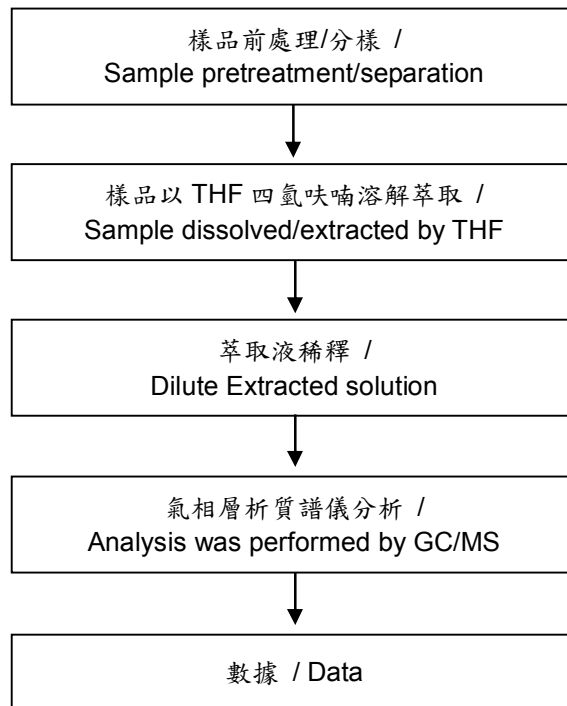 樣品前處理/分樣 /
Sample pretreatment/separation
樣品以 THF 四氫呋喃溶解萃取 /
Sample dissolved/extracted by THF
萃取液稀釋 /
Dilute Extracted solution
氣相層析質譜儀分析 /
Analysis was performed by GC/MS
數據 / Data